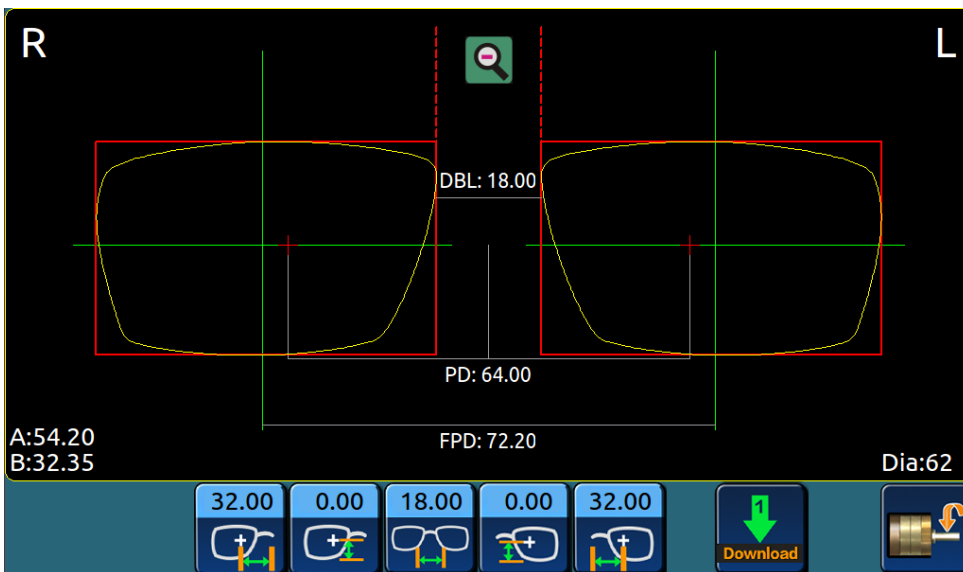 R
L
DBL: 18.00
PD: 64.00
FPD: 72.20
A:54.20
B:32.35
Dia:62
32.00
0.00
18.00
0.00
32.00
1
Download